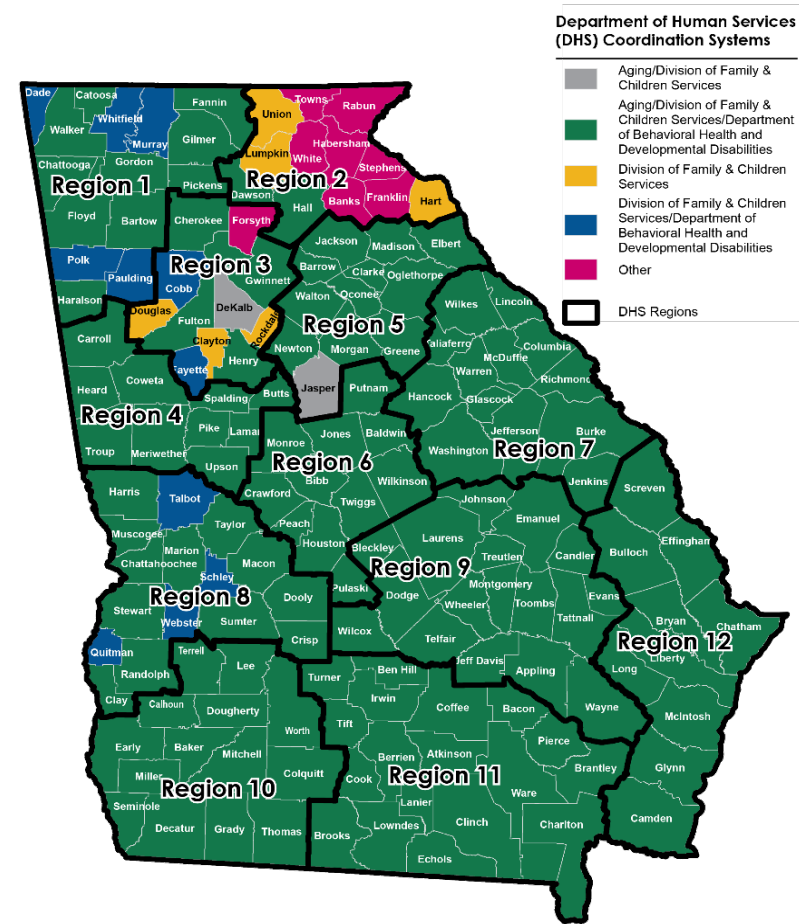 Department of Human Services
(DHS) Coordination Systems
Aging/Division of Family &
Children Services
Aging/Division of Family &
Children Services/Department
of Behavioral Health and
Developmental Disabilities
Division of Family & Children
Services
Division of Family & Children
Services/Department of
Behavioral Health and
Developmental Disabilities
Other
DHS Regions
Dade
Catoosa
Whitfield
Walker
Murray
Fannin
Gilmer
Chattooga
Gordon
Pickens
Region 1
Floyd
Bartow
Polk
Paulding
Haralson
Union
Towns
Rabun
Lumpkin
White
Habersham
Stephens
Region 2
Dawson
Hall
Banks
Franklin
Hart
Cherokee
Forsyth
Region 3
Cobb
Gwinnett
DeKalb
Douglas
Fulton
Rockdale
Clayton
Fayette
Henry
Carroll
Heard
Coweta
Spalding
Butts
Region 4
Pike
Lamar
Troup
Meriwether
Upson
Jackson
Madison
Elbert
Barrow
Clarke
Oglethorpe
Walton
Oconee
Region 5
Newton
Morgan
Greene
Jasper
Putnam
Jones
Baldwin
Monroe
Region 6
Bibb
Wilkinson
Crawford
Twiggs
Peach
Houston
Bleckley
Pulaski
Wilcox
Wilkes
Lincoln
Taliaferro
Columbia
McDuffie
Warren
Richmond
Hancock
Glascock
Jefferson
Burke
Washington
Region 7
Jenkins
Harris
Talbot
Taylor
Muscogee
Marion
Chattahoochee
Macon
Schley
Region 8
Dooly
Stewart
Webster
Sumter
Crisp
Quitman
Randolph
Clay
Johnson
Emanuel
Laurens
Treutlen
Candler
Region 9
Montgomery
Dodge
Wheeler
Toombs
Evans
Tattnall
Telfair
Jeff Davis
Appling
Wayne
Screven
Effingham
Bulloch
Bryan
Chatham
Region 12
Liberty
Long
McIntosh
Glynn
Camden
Terrell
Lee
Calhoun
Dougherty
Worth
Early
Baker
Mitchell
Colquitt
Miller
Region 10
Seminole
Decatur
Grady
Thomas
Turner
Ben Hill
Irwin
Coffee
Bacon
Tift
Pierce
Berrien
Atkinson
Brantley
Cook
Region 11
Ware
Lanier
Clinch
Charlton
Brooks
Lowndes
Echols